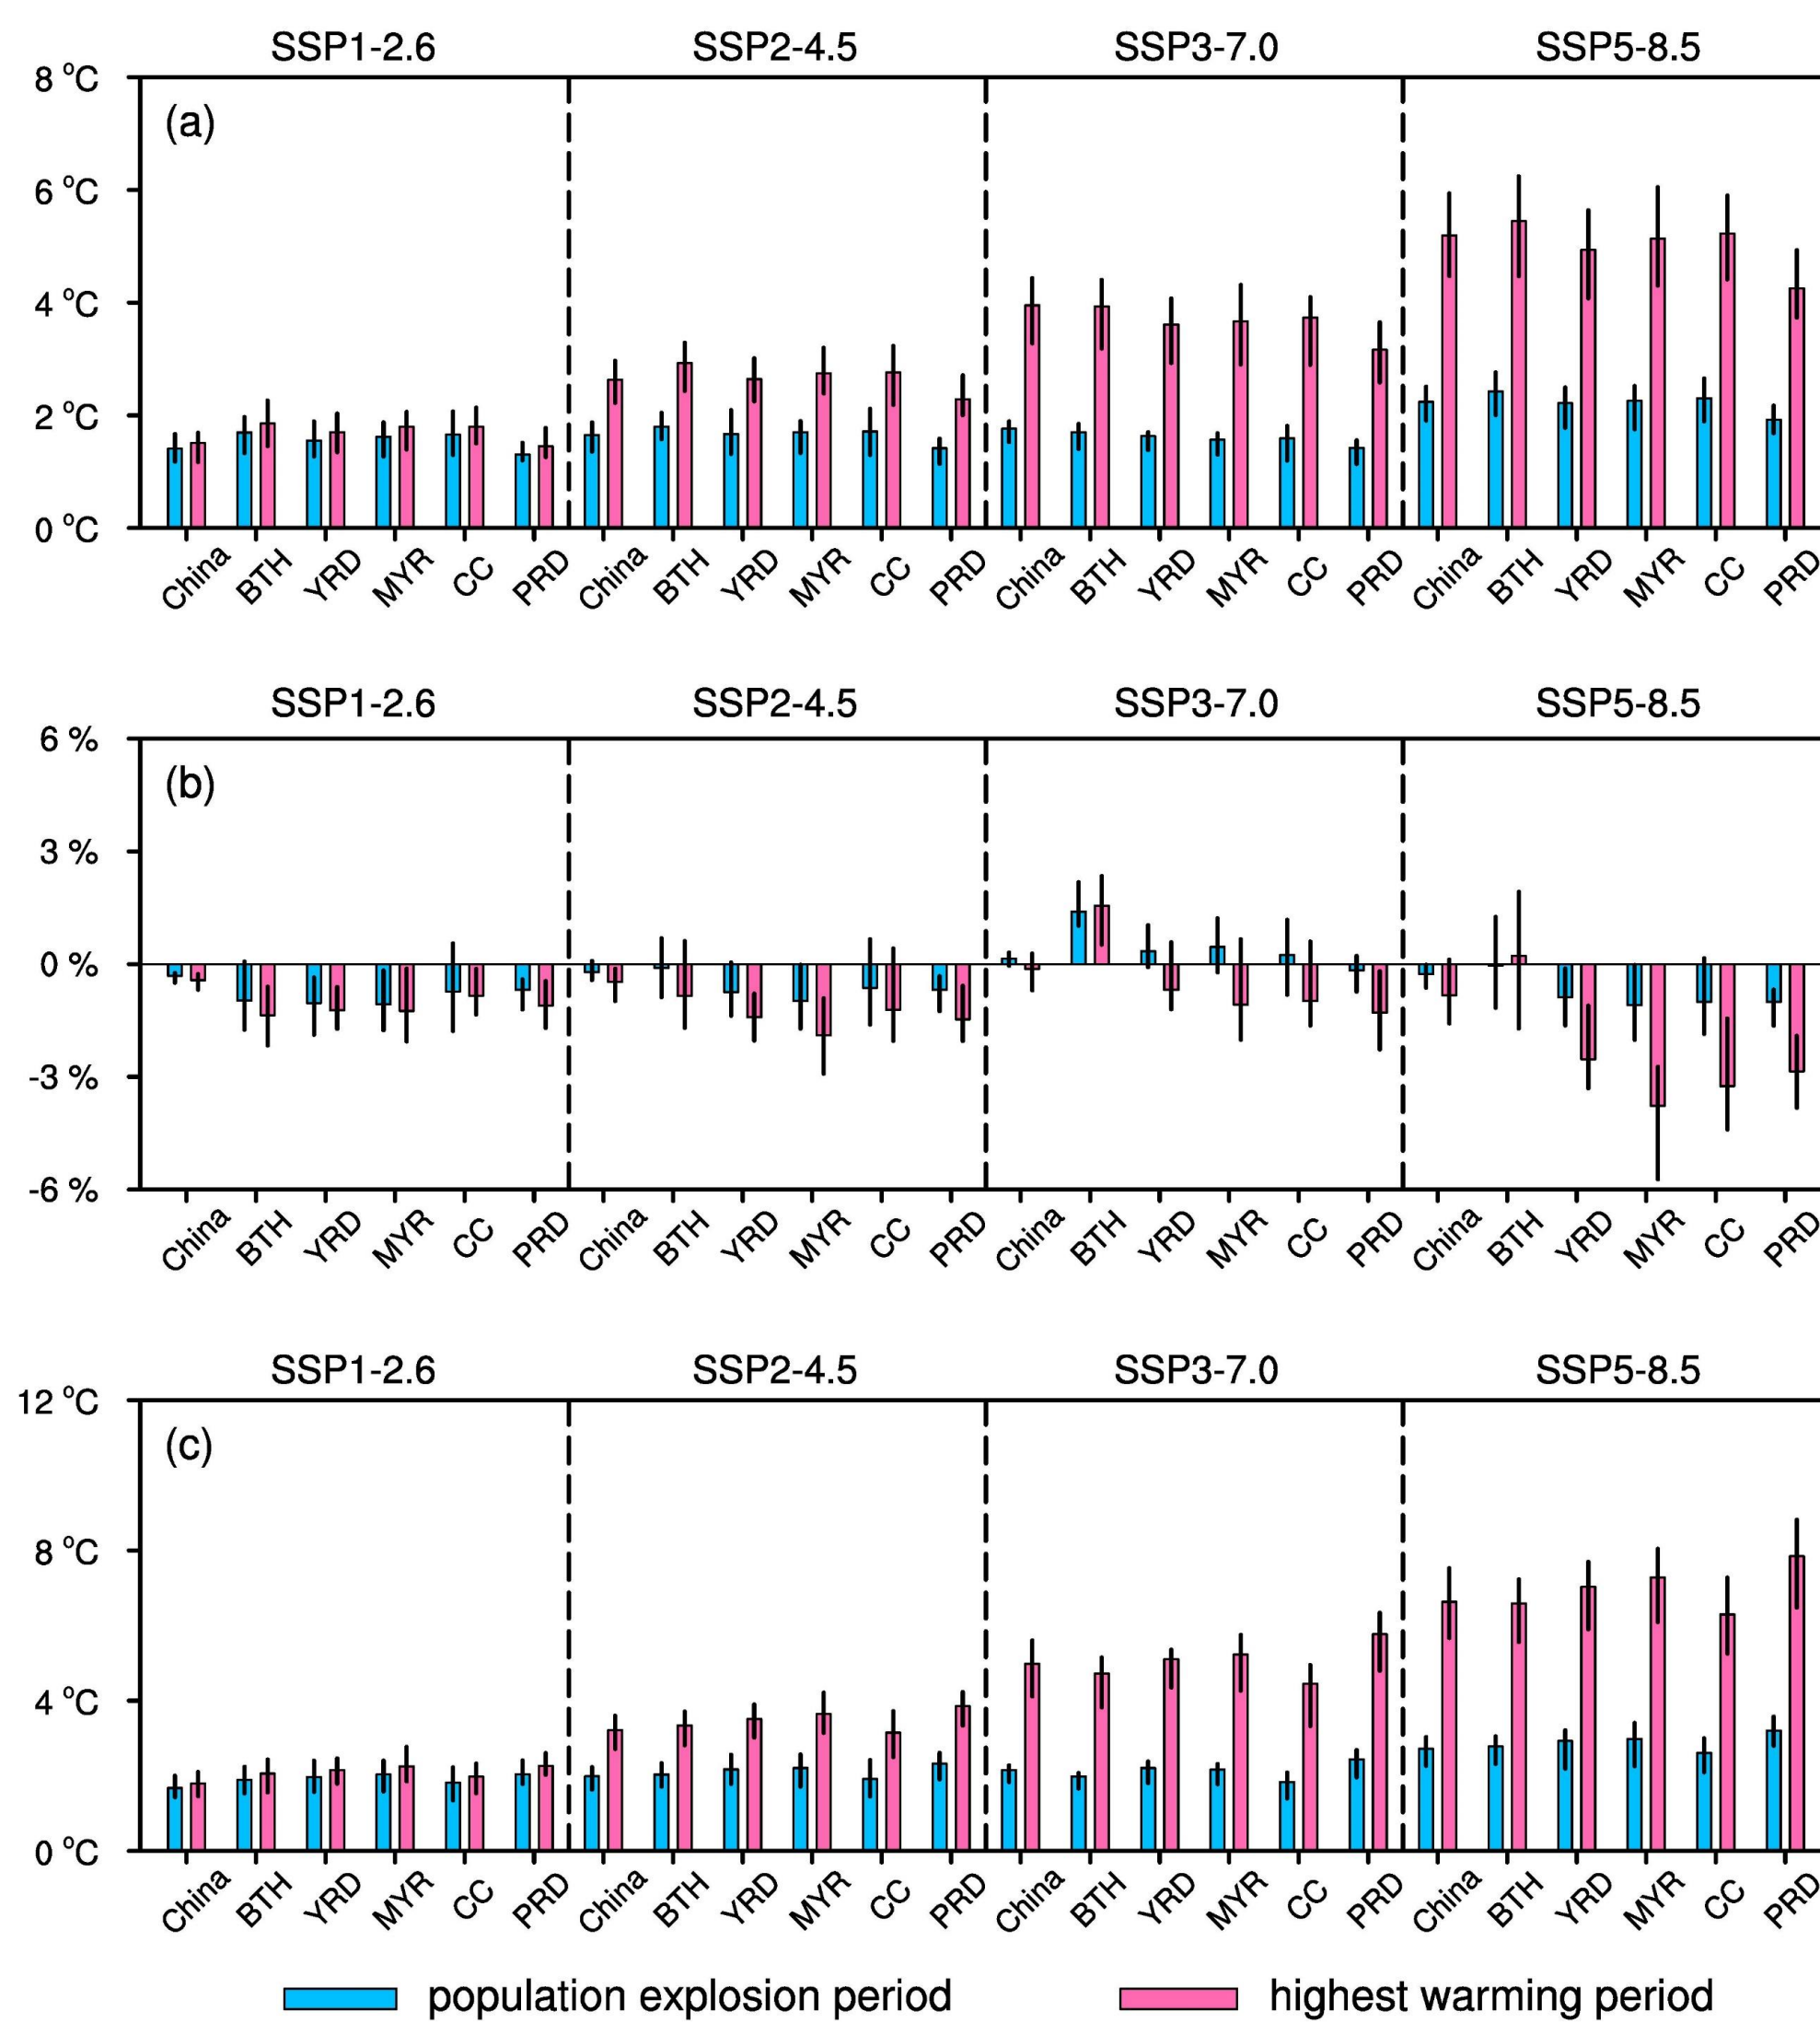 SSP1-2.6 SSP2-4.5 SSP3-7.0 SSP5-8.5
8 °C
(a)
6 °C
4 °C
2 °C
0 °C
China BTH YRD MYR CC PRD China BTH YRD MYR CC PRD China BTH YRD MYR CC PRD China BTH YRD MYR CC PRD
SSP1-2.6 SSP2-4.5 SSP3-7.0 SSP5-8.5
6 %
(b)
3 %
0 %
-3 %
-6 %
China BTH YRD MYR CC PRD China BTH YRD MYR CC PRD China BTH YRD MYR CC PRD China BTH YRD MYR CC PRD
SSP1-2.6 SSP2-4.5 SSP3-7.0 SSP5-8.5
12 °C
(c)
8 °C
4 °C
0 °C
China BTH YRD MYR CC PRD China BTH YRD MYR CC PRD China BTH YRD MYR CC PRD China BTH YRD MYR CC PRD
population explosion period highest warming period